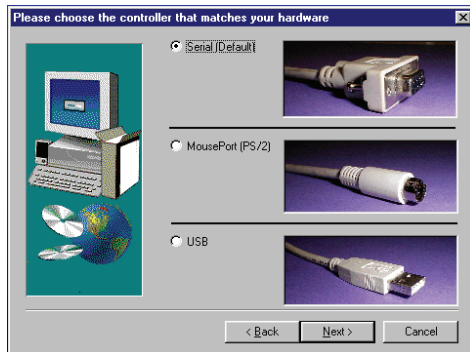 Please choose the controller that matches your hardware
Serial (Default)
MousePort (PS/2)
USB
< Back
Next >
Cancel